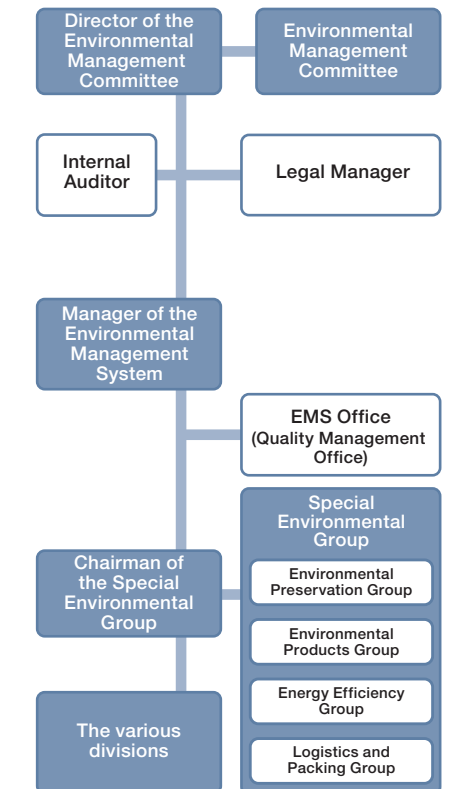 Director of the
Environmental
Management
Committee
Environmental
Management
Committee
Internal
Auditor
Legal Manager
Manager of the
Environmental
Management
System
EMS Office
(Quality Management
Office)
Special
Environmental
Group
Chairman of
the Special
Environmental
Group
Environmental
Preservation Group
Environmental
Products Group
Energy Efficiency
Group
Logistics and
Packing Group
The various
divisions